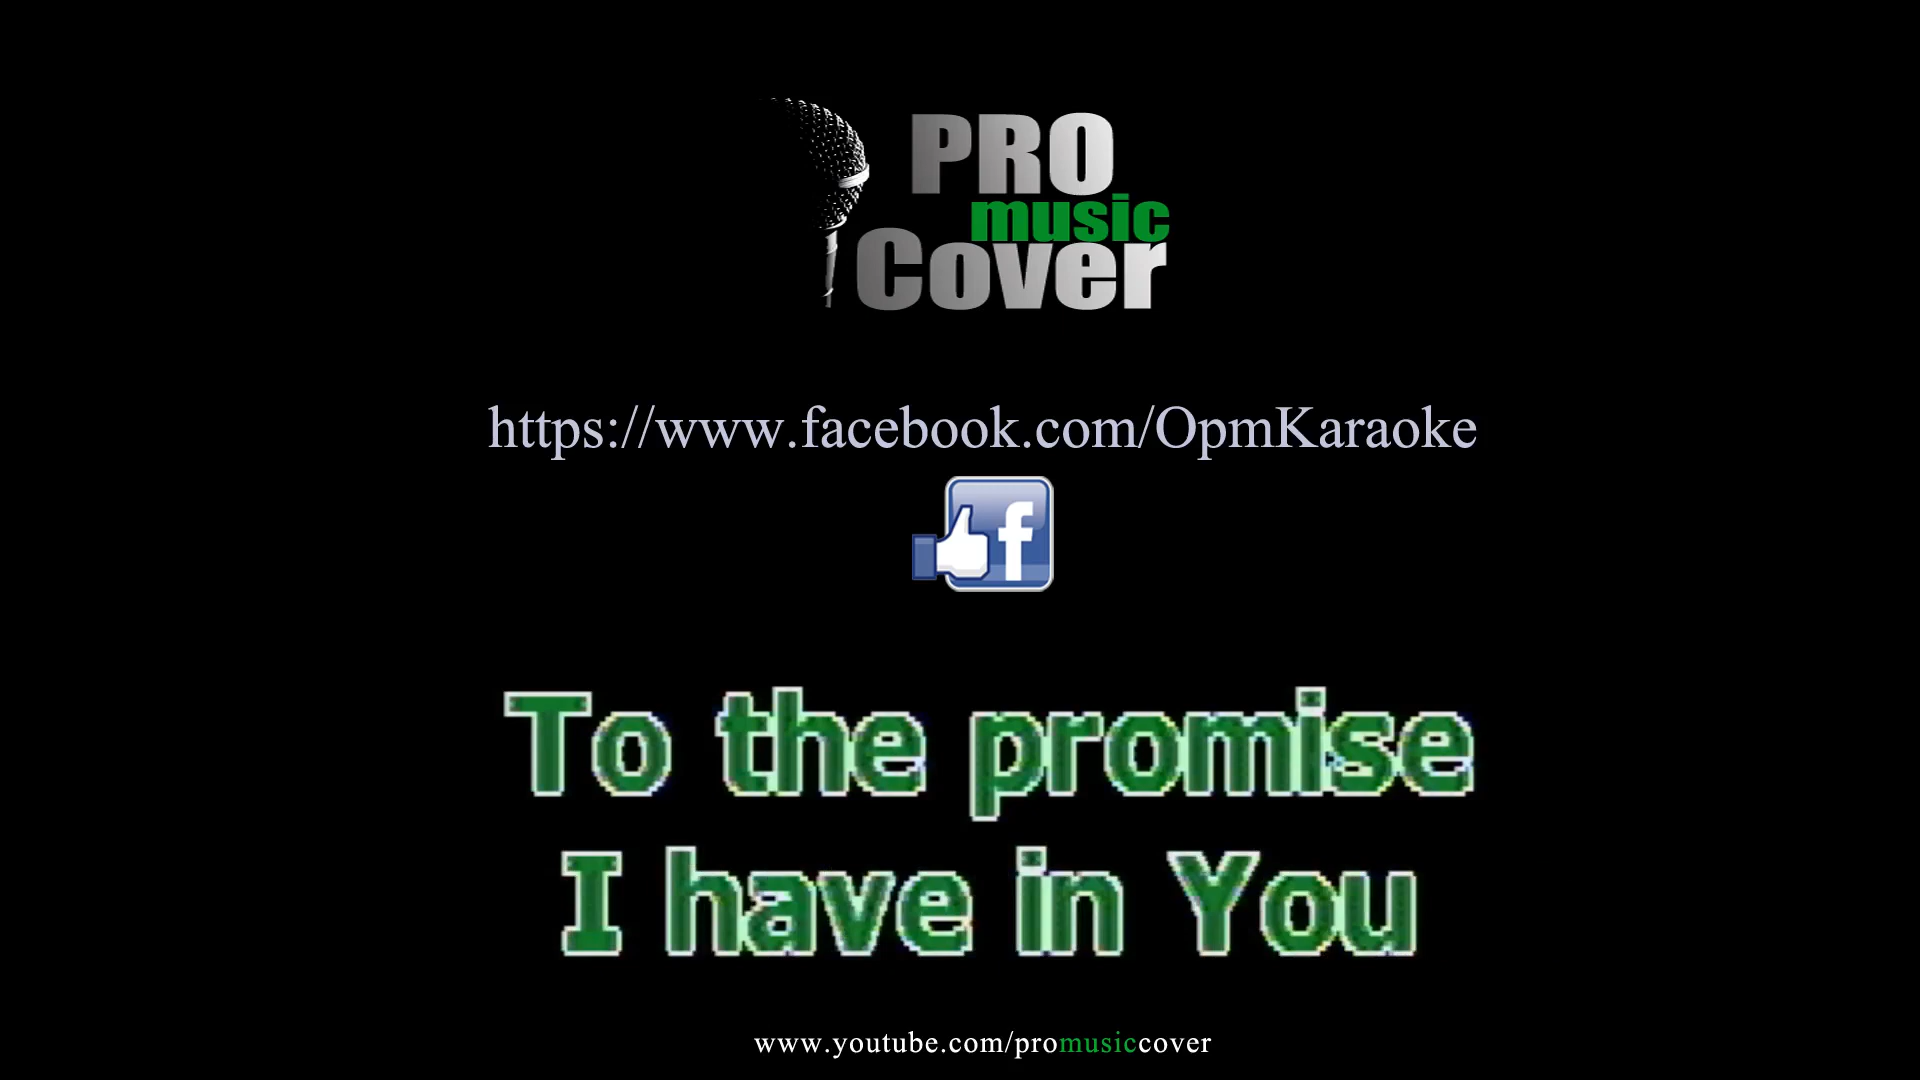 PRO
music
Cover
https://www.facebook.com/OpmKaraoke
f
To the promise
I have in You
www.youtube.com/promusiccover